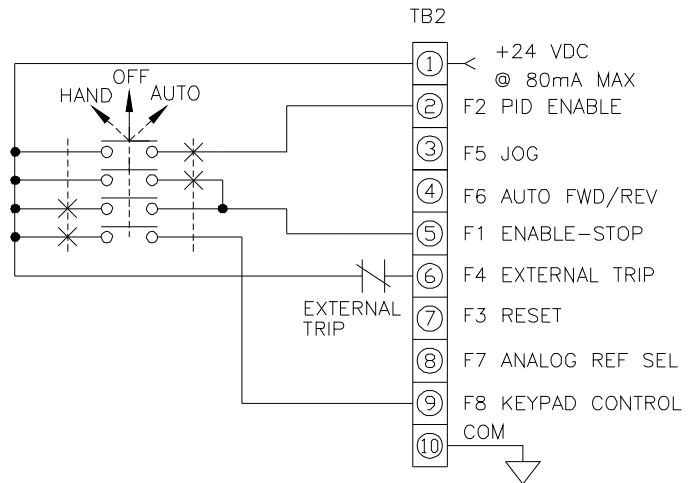 TB2
1 +24 VDC
@ 80mA MAX
OFF
HAND AUTO
2 F2 PID ENABLE
3 F5 JOG
4 F6 AUTO FWD/REV
5 F1 ENABLE-STOP
6 F4 EXTERNAL TRIP
EXTERNAL
TRIP
7 F3 RESET
8 F7 ANALOG REF SEL
9 F8 KEYPAD CONTROL
10 COM